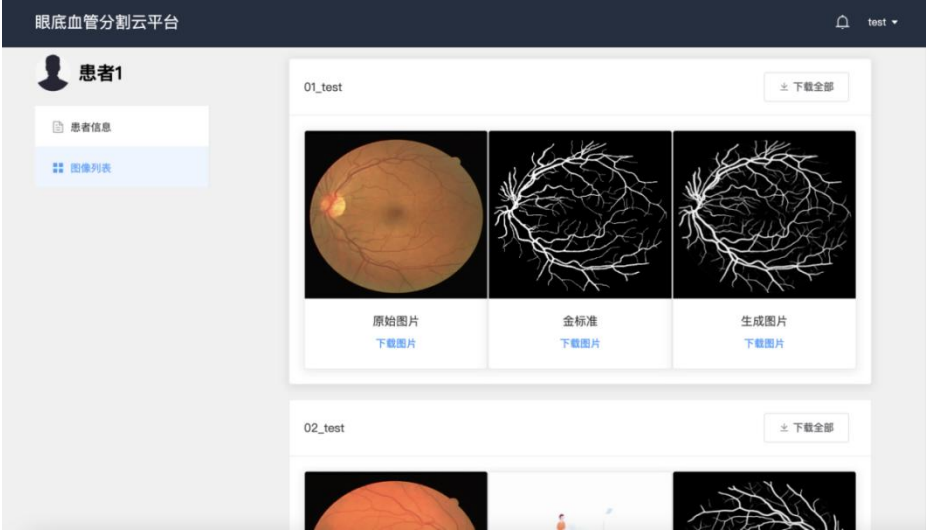 眼底血管分割云平台
test
患者1
患者信息
图像列表
01_test
下载全部
原始图片
金标准
生成图片
下载图片
下载图片
下载图片
02_test
下载全部